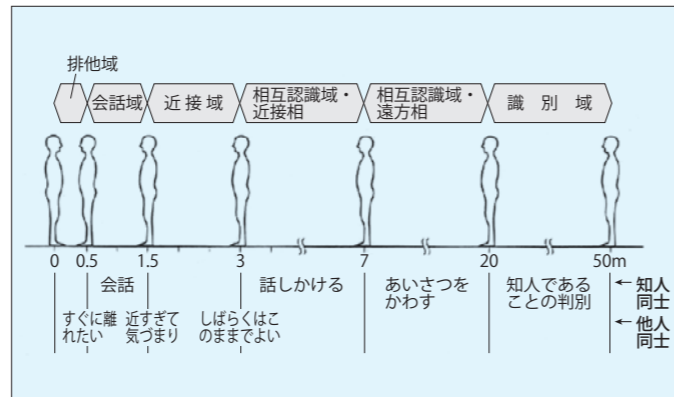 排他域
会話域
近接域
相互認識域・
近接相
相互認識域・
遠方相
識別域
0
0.5
1.5
3
7
20
50m
会話
話しかける
あいさつを
かわす
知人である
ことの判別
←知人
同士
すぐに離
れたい
近すぎて
気づまり
しばらくはこ
のままでよい
←他人
同士